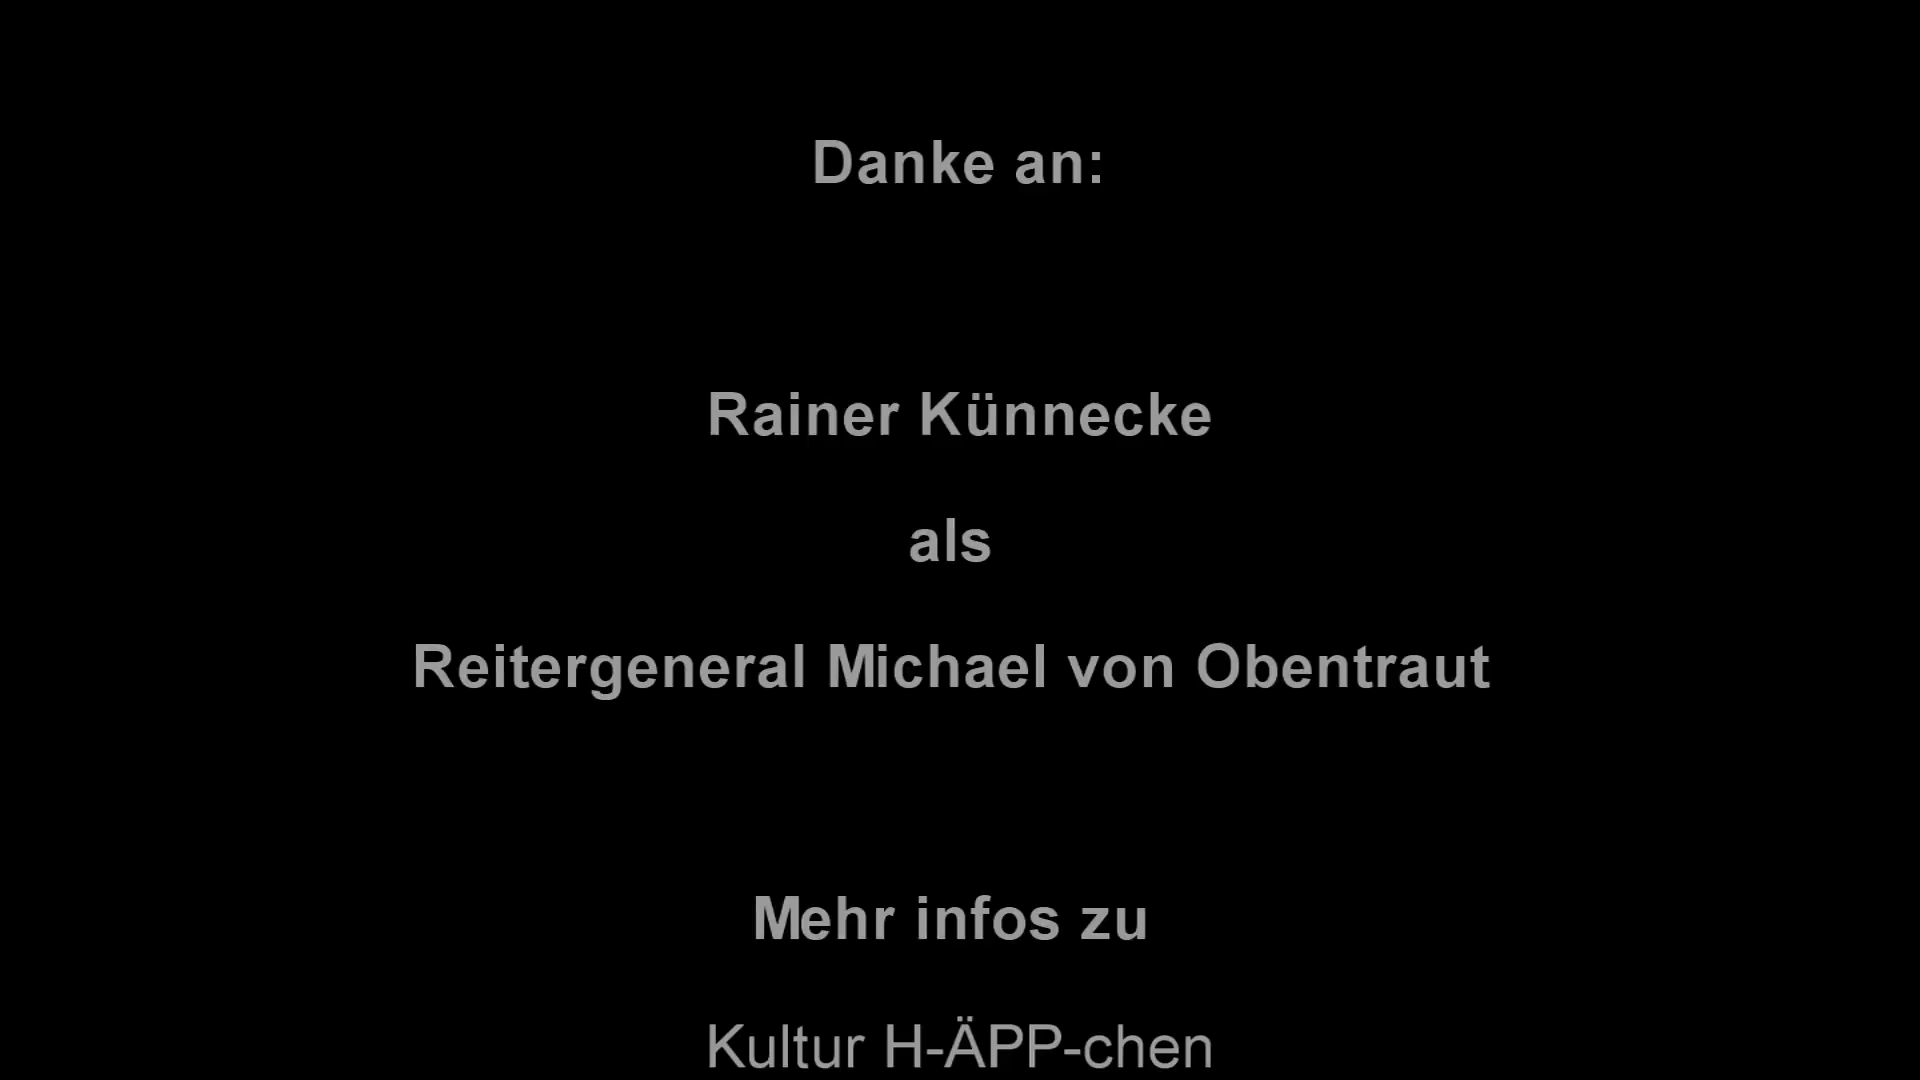 Danke an:
Rainer Künnecke
als
Reitergeneral Michael von Obentraut
Mehr infos zu
Kultur H-ÄPP-chen